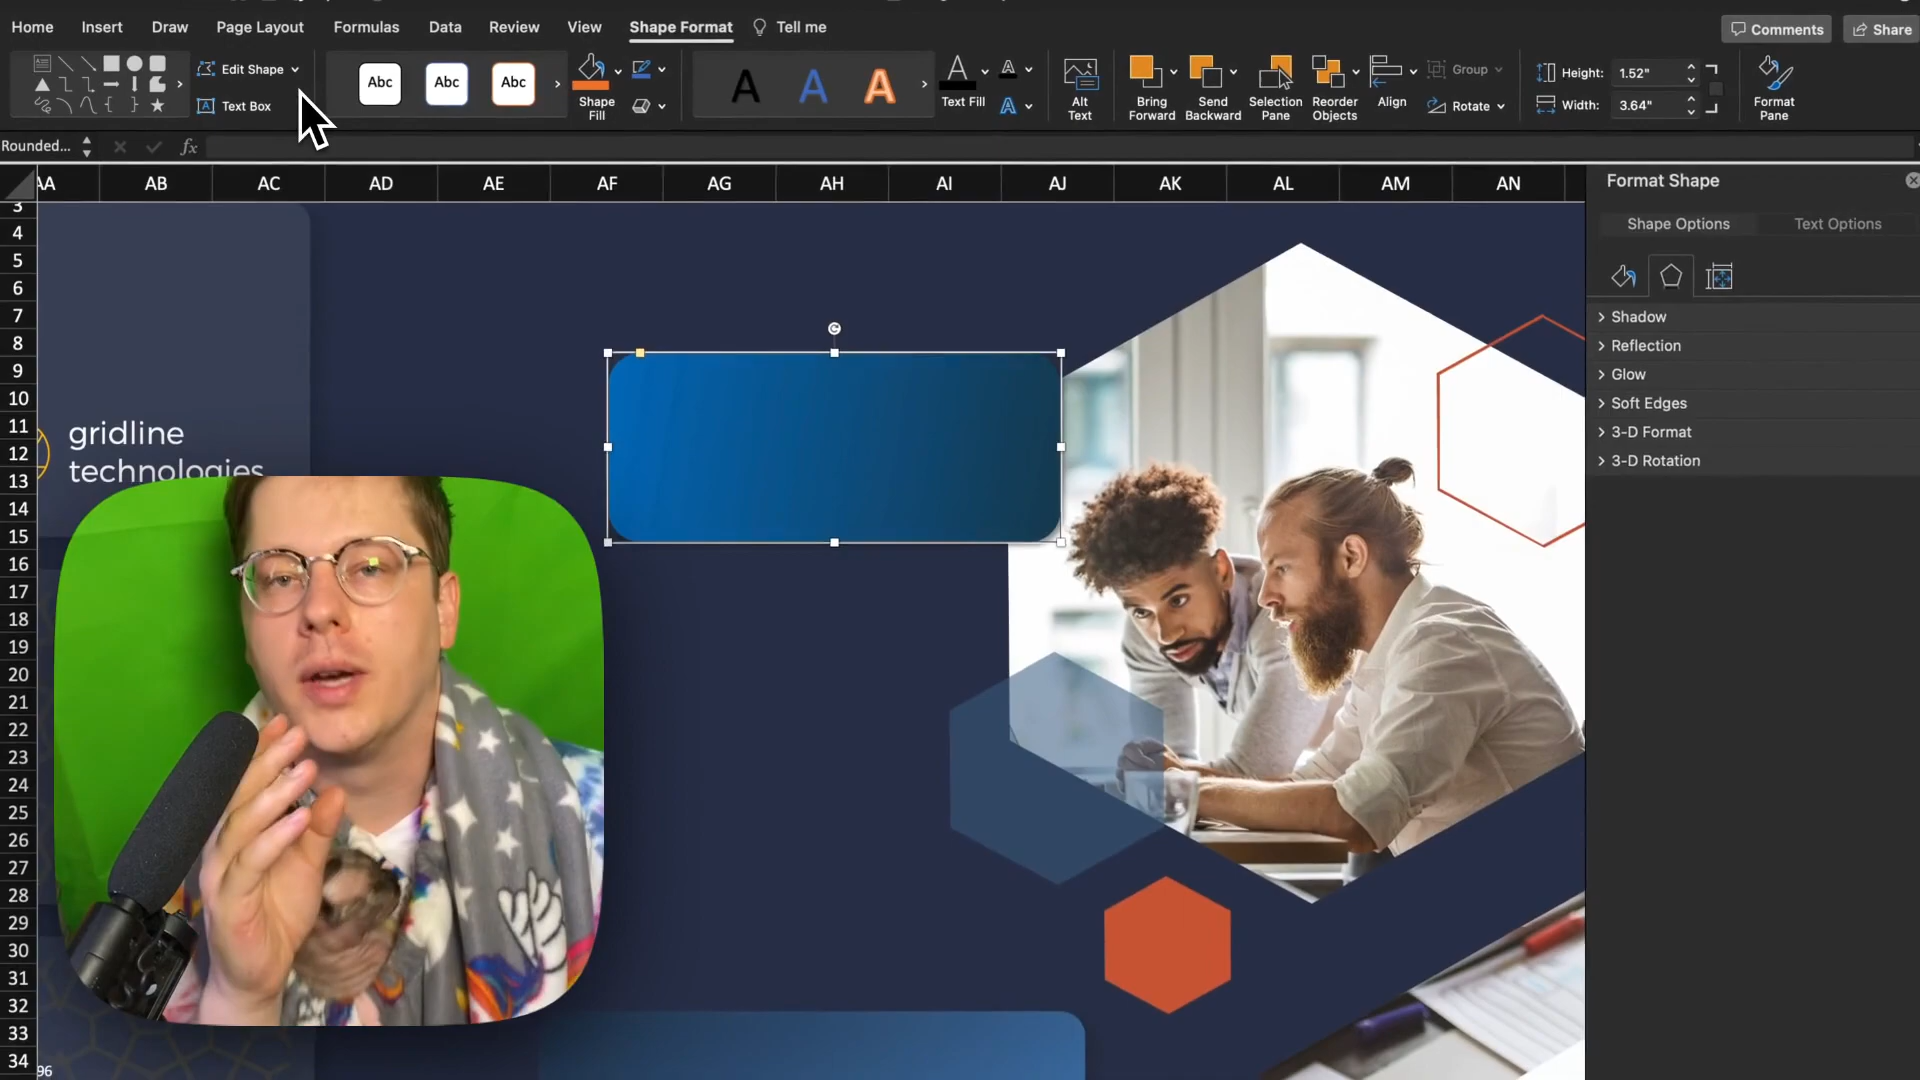 Home Insert Draw Page Layout Formulas Data Review View Shape Format Tell me Comments Share
Edit Shape
Text Box
Abc Abc Abc
Shape Fill
A A A
Text Fill
Alt Text
Bring Forward
Send Backward
Selection Pane
Reorder Objects
Align
Group
Rotate
Height: 1.52"
Width: 3.64"
Format Pane
Rounded... fx
AA AB AC AD AE AF AG AH AI AJ AK AL AM AN
3
4
5
6
7
8
9
10
11
12
13
14
15
16
17
18
19
20
21
22
23
24
25
26
27
28
29
30
31
32
33
34
gridline
technologies
96
Format Shape
Shape Options Text Options
Shadow
Reflection
Glow
Soft Edges
3-D Format
3-D Rotation